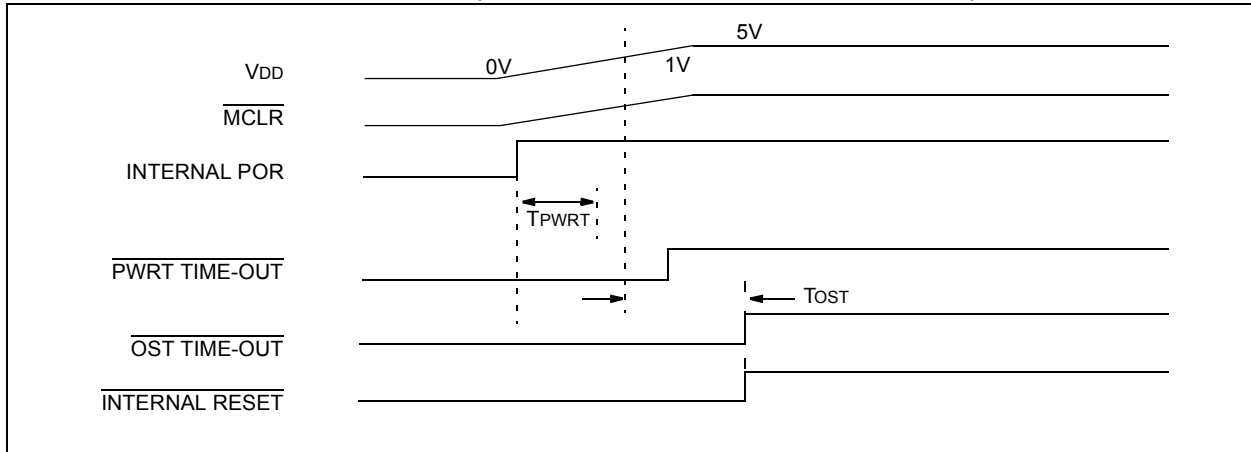 5V
VDD
0V
1V
MCLR
INTERNAL POR
TPWRT
PWRT TIME-OUT
TOST
OST TIME-OUT
INTERNAL RESET